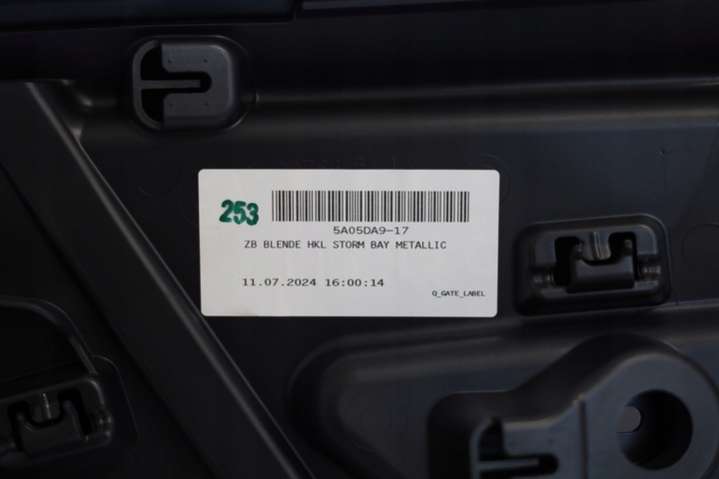 253
5A05DA9-17
ZB BLENDE HKL STORM BAY METALLIC
11.07.2024 16:00:14
Q_GATE_LABEL